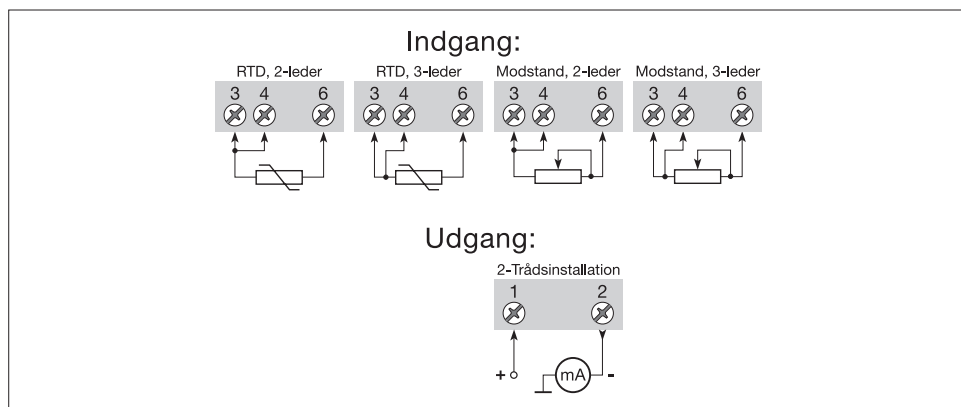 Indgang:
RTD, 2-leder RTD, 3-leder Modstand, 2-leder Modstand, 3-leder
3 4 6 3 4 6 3 4 6 3 4 6
Udgang:
2-Trådsinstallation
1 2
+ mA -